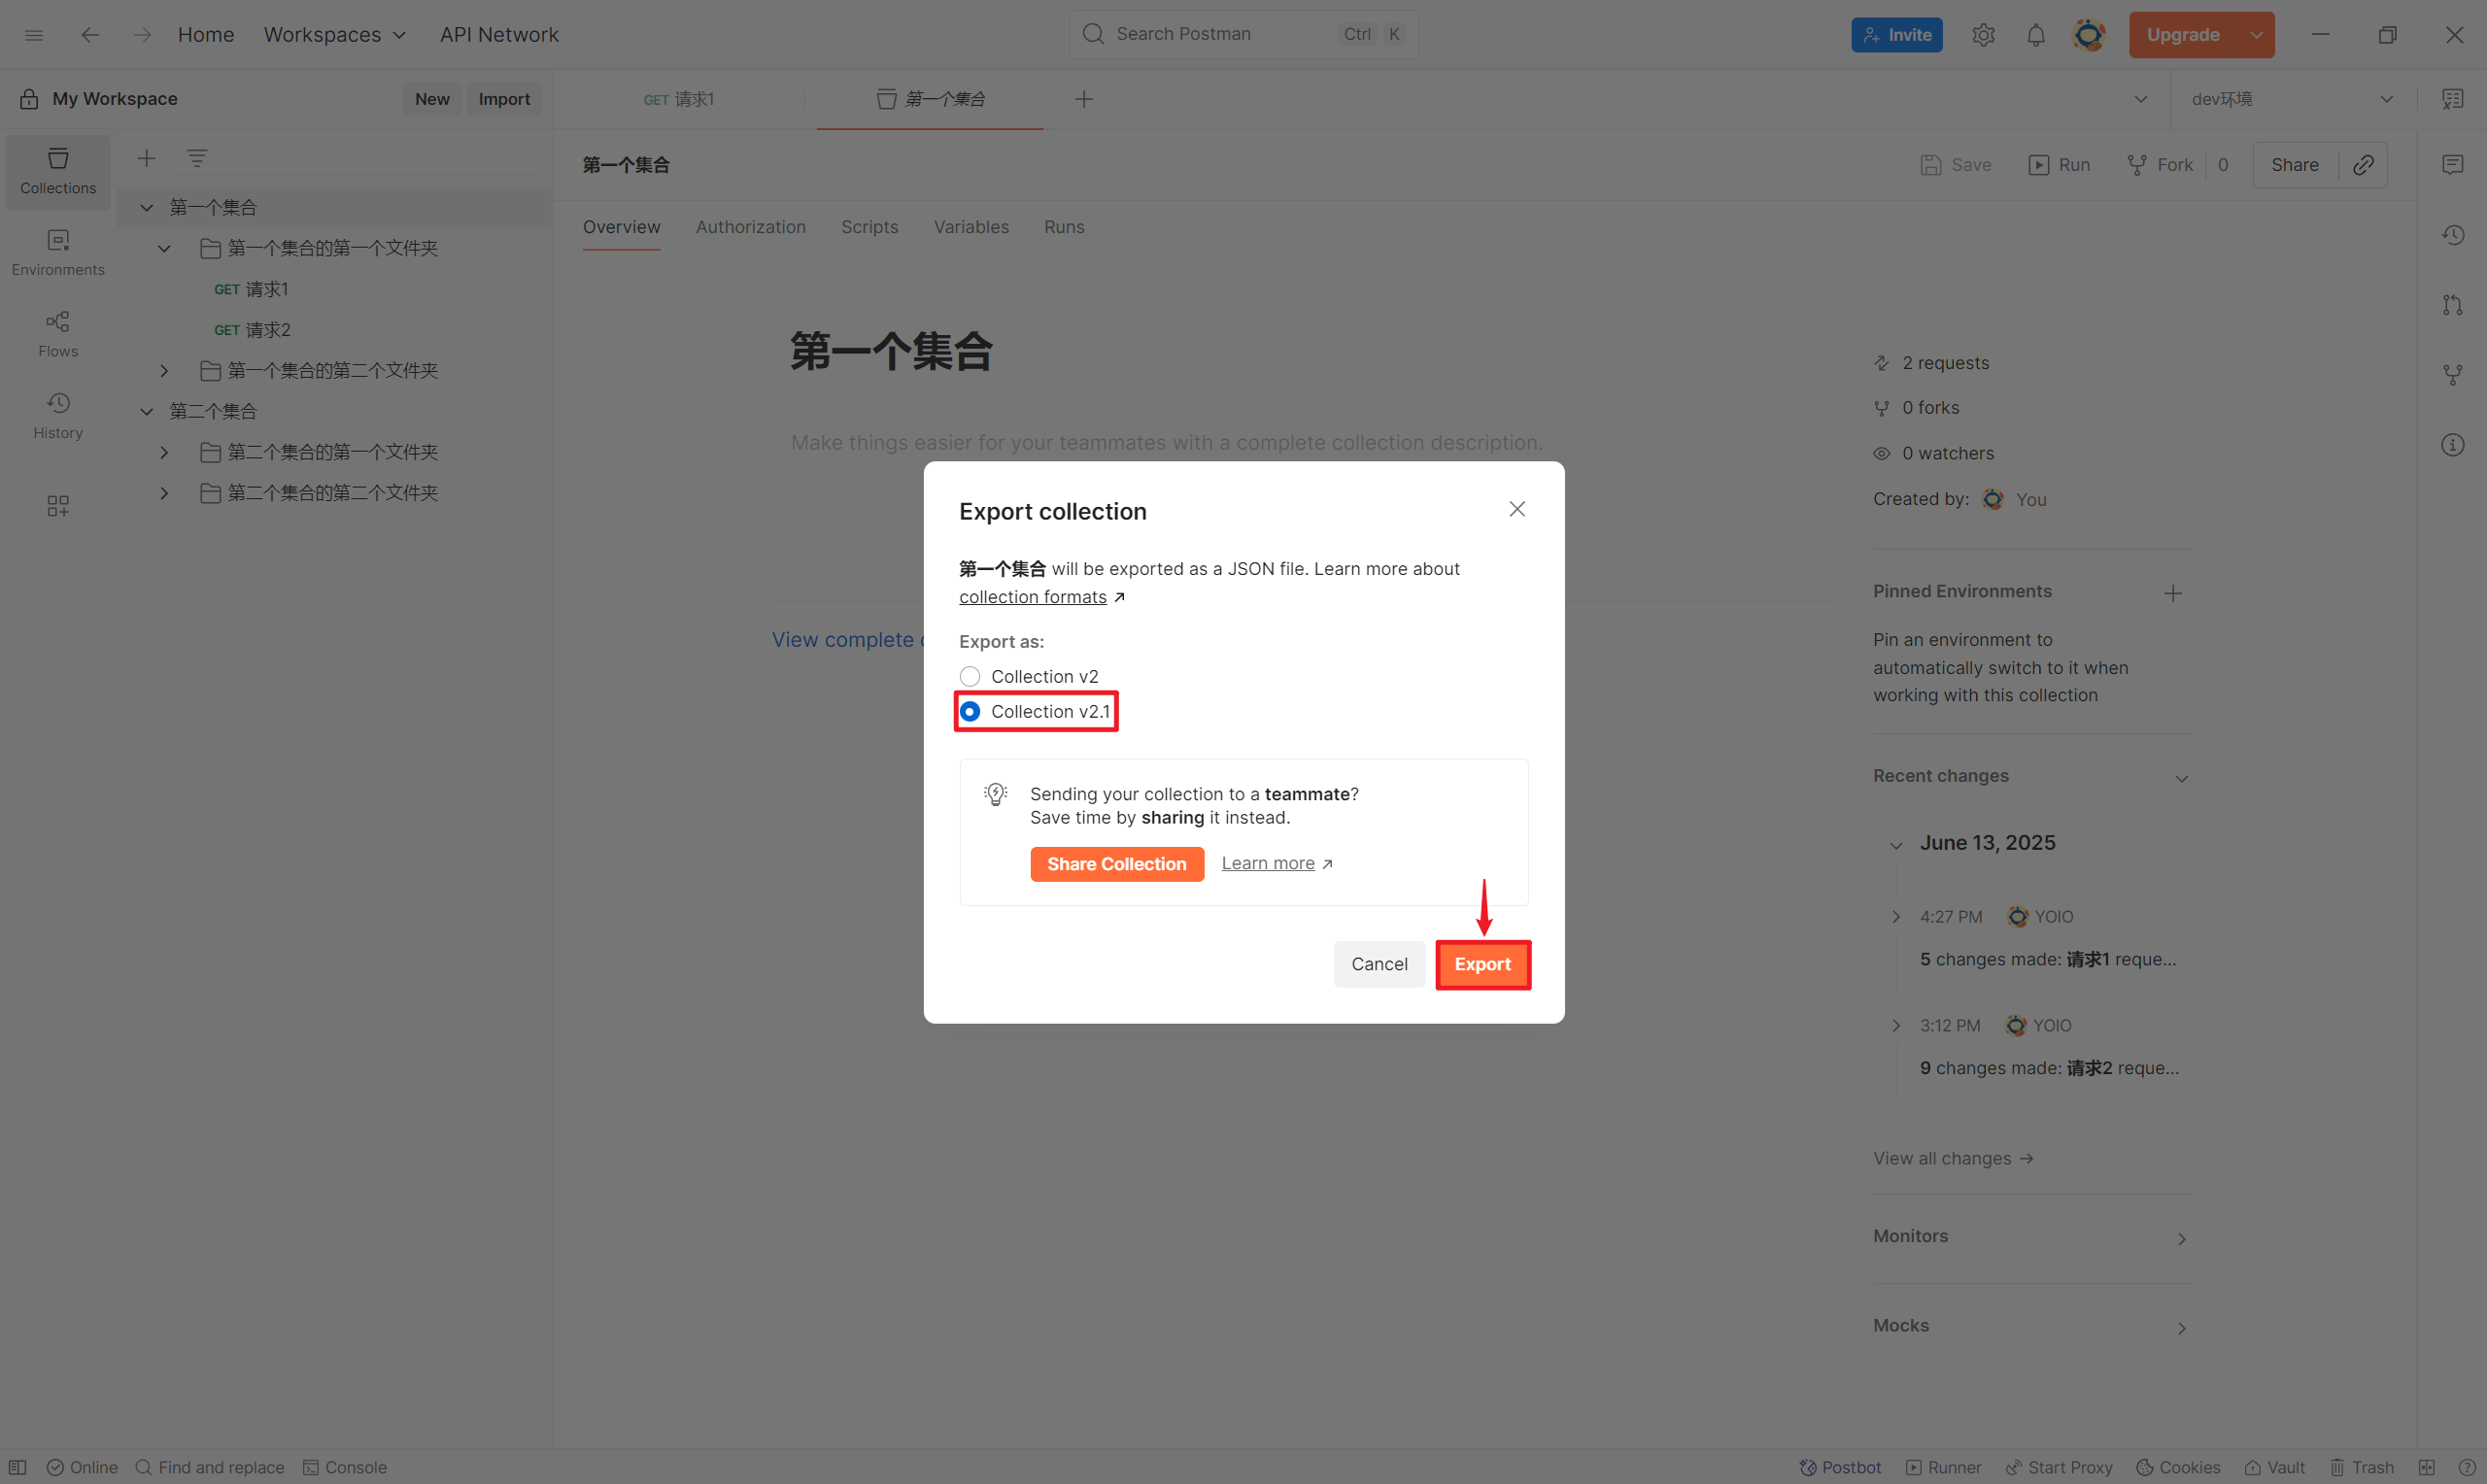 Home Workspaces API Network Search Postman Ctrl K Invite Upgrade
My Workspace New Import GET 请求1 第一个集合 dev环境
Collections
Environments
Flows
History
第一个集合
第一个集合的第一个文件夹
GET 请求1
GET 请求2
第一个集合的第二个文件夹
第二个集合
第二个集合的第一个文件夹
第二个集合的第二个文件夹
第一个集合 Save Run Fork 0 Share
Overview Authorization Scripts Variables Runs
第一个集合
Make things easier for your teammates with a complete collection description.
View complete
Export collection
第一个集合 will be exported as a JSON file. Learn more about
collection formats
Export as:
Collection v2
Collection v2.1
Sending your collection to a teammate?
Save time by sharing it instead.
Share Collection Learn more
Cancel Export
2 requests
0 forks
0 watchers
Created by: You
Pinned Environments
Pin an environment to
automatically switch to it when
working with this collection
Recent changes
June 13, 2025
4:27 PM YOIO
5 changes made: 请求1 reque...
3:12 PM YOIO
9 changes made: 请求2 reque...
View all changes
Monitors
Mocks
Online Find and replace Console Postbot Runner Start Proxy Cookies Vault Trash